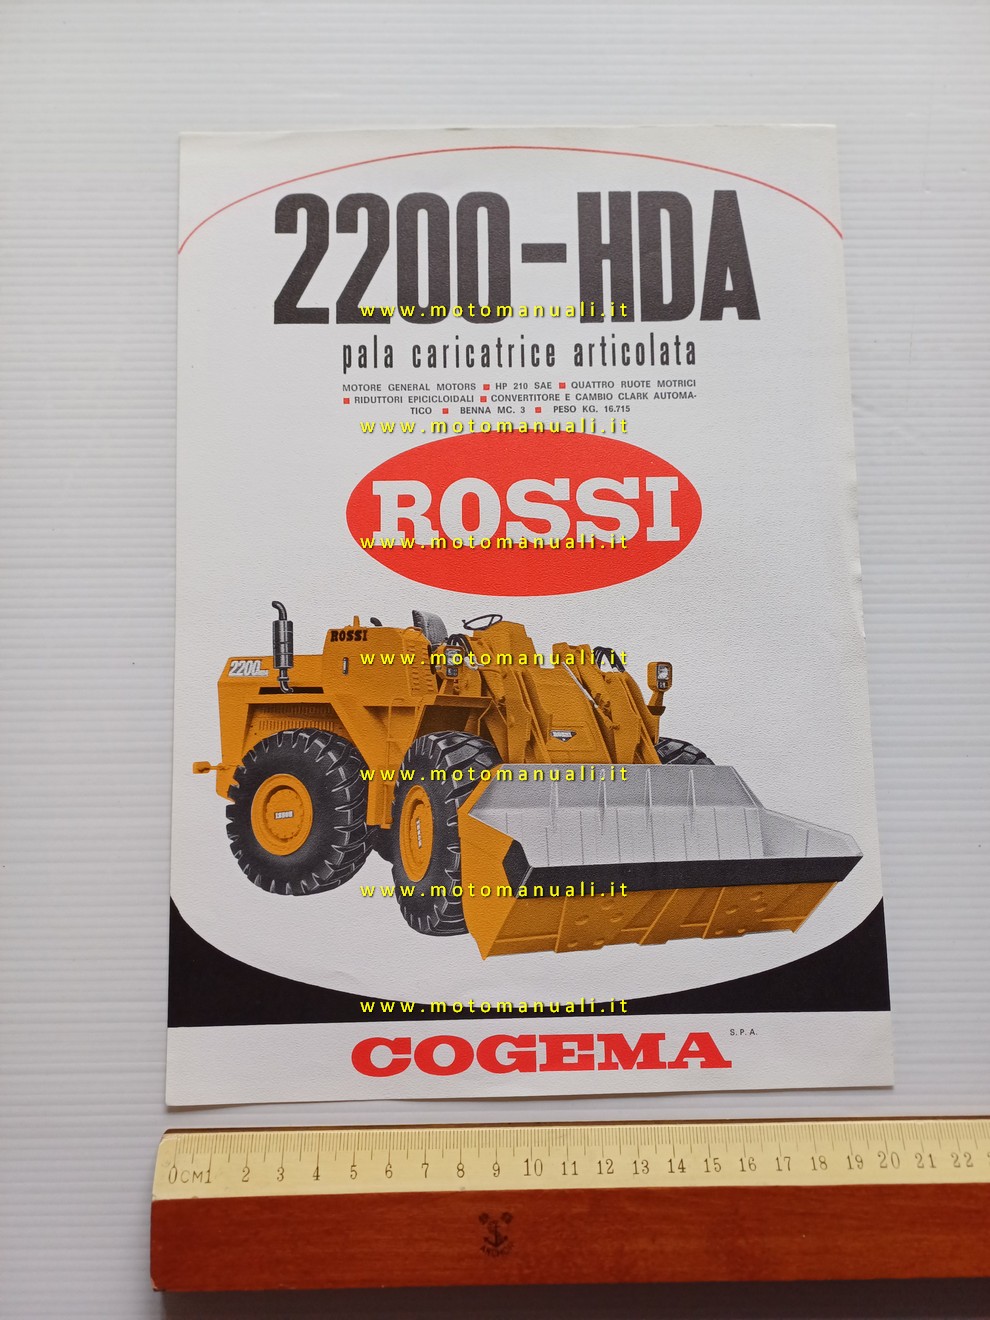 2200-HDA
www.motomanuali.it
pala caricatrice articolata
MOTORE GENERAL MOTORS ■ HP 210 SAE ■ QUATTRO RUOTE MOTRICI
■ RIDUTTORI EPICICLOIDALI ■ CONVERTITORE E CAMBIO CLARK AUTOMA-
TICO ■ BENNA MC. 3 ■ PESO KG. 16.715
www.motomanuali.it
ROSSI
www.motomanuali.it
ROSSI
www.motomanuali.it
2200
www.motomanuali.it
www.motomanuali.it
www.motomanuali.it
COGEMA S.P.A.
0 CM 1 2 3 4 5 6 7 8 9 10 11 12 13 14 15 16 17 18 19 20 21 22